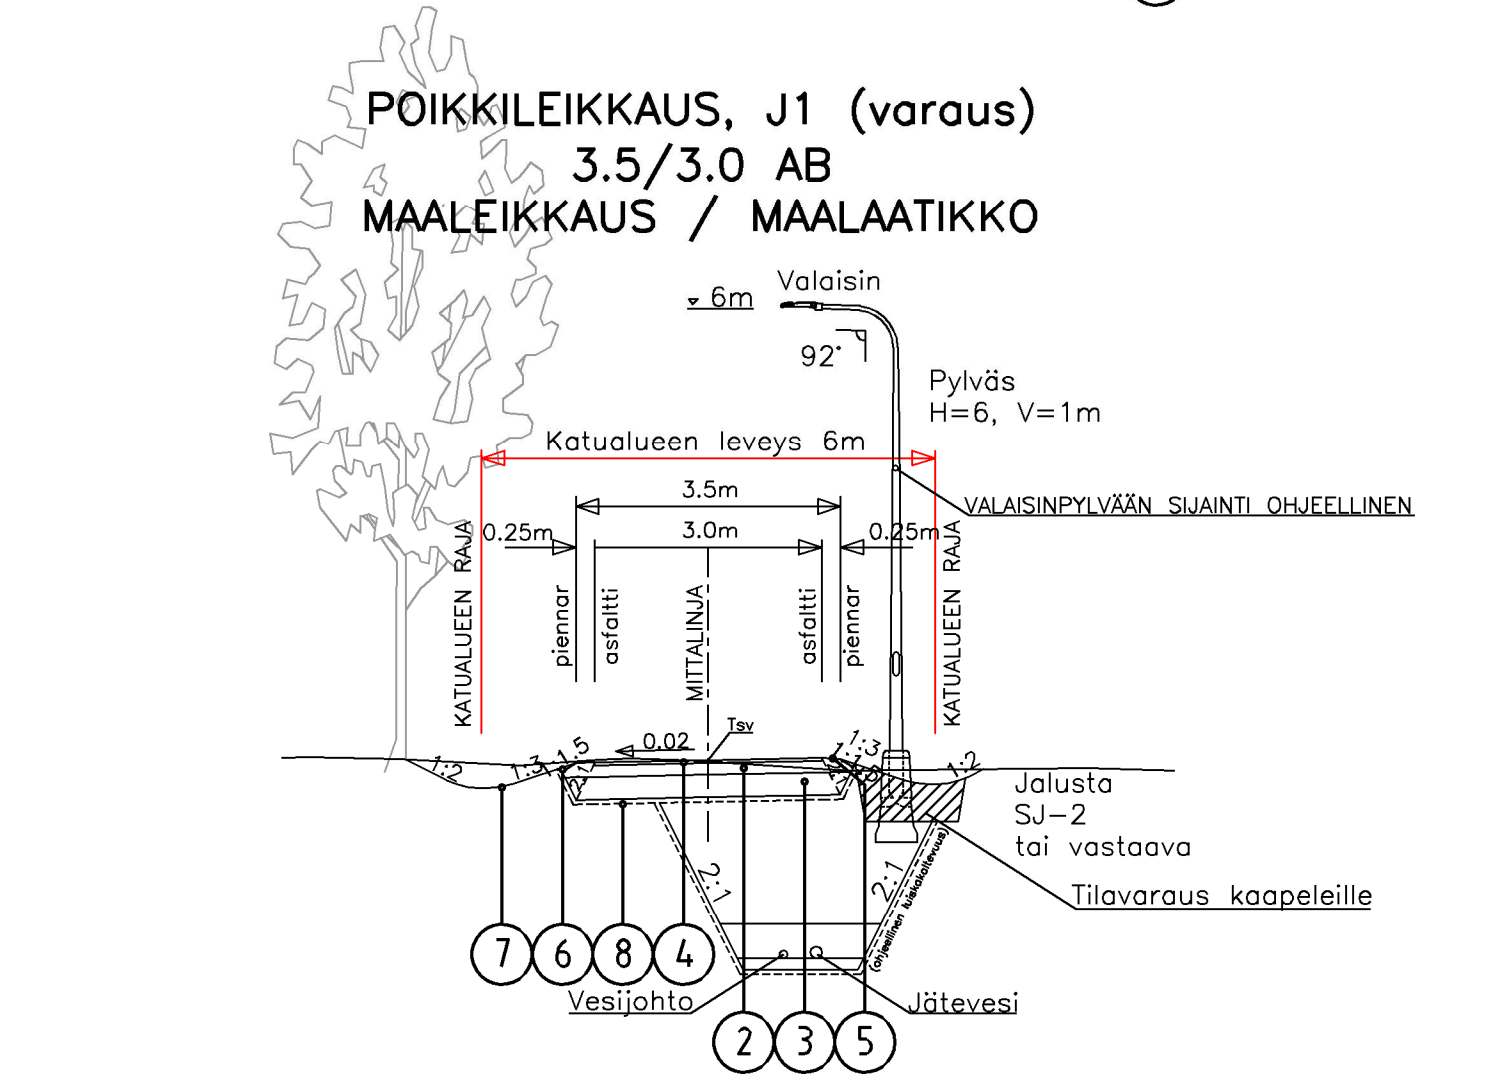 POIKKILEIKKAUS, J1 (varaus)
3.5/3.0 AB
MAALEIKKAUS / MAALAATIKKO
Valaisin
6m
92°
Pylväs
H=6, V=1m
Katualueen leveys 6m
3.5m
VALAISINPYLVÄÄN SIJAINTI OHJEELLINEN
0.25m
3.0m
0.25m
KATUALUEEN RAJA
piennar
asfaltti
MITTALINJA
asfaltti
piennar
KATUALUEEN RAJA
Tsv
0.02
1:2
1:3
1:5
2:1
1:3
1:2
Jalusta
SJ-2
tai vastaava
2:1
2:1
(ohjeellinen luiskakaltevuus)
Tilavaraus kaapeleille
7
6
8
4
Vesijohto
Jätevesi
2
3
5